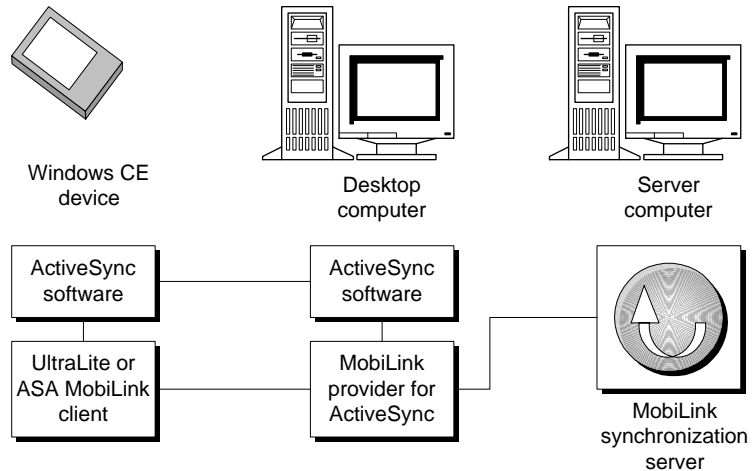 Windows CE
device
Desktop
computer
Server
computer
ActiveSync
software
ActiveSync
software
UltraLite or
ASA MobiLink
client
MobiLink
provider for
ActiveSync
MobiLink
synchronization
server